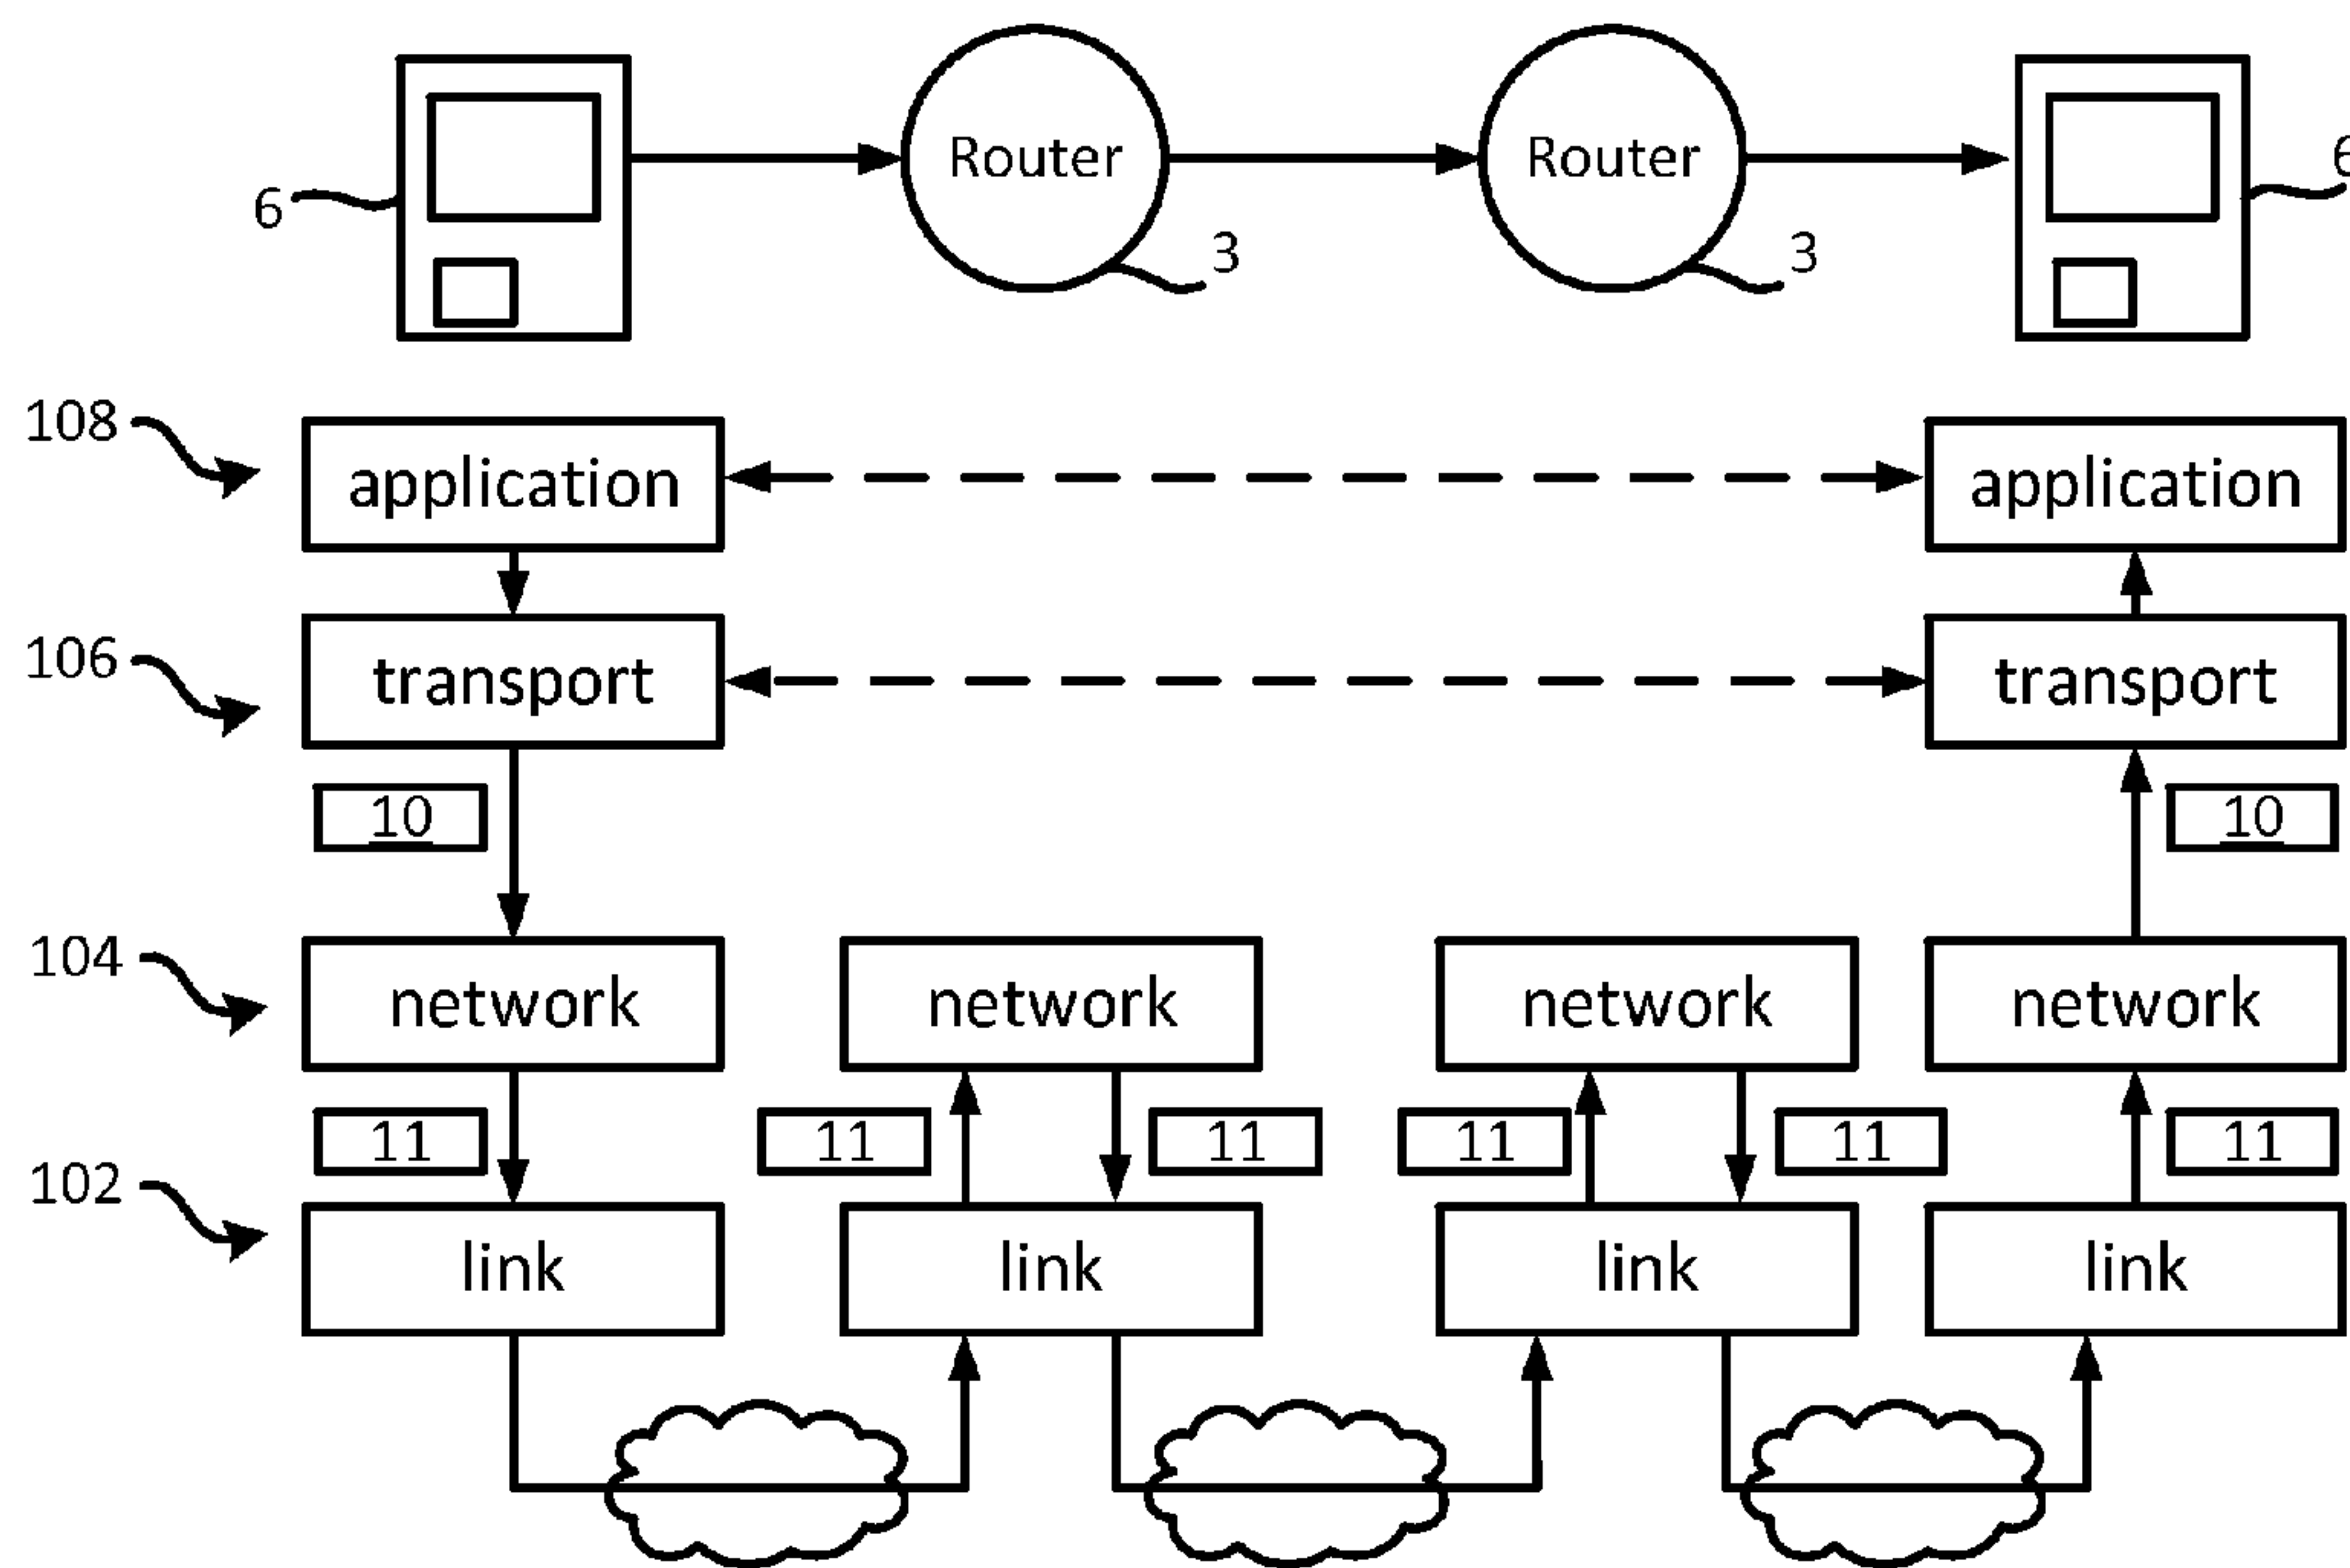 Router Router 6
6 3 3
108 application application
106 transport transport
10 10
104 network network network network
11 11 11 11 11 11
102 link link link link